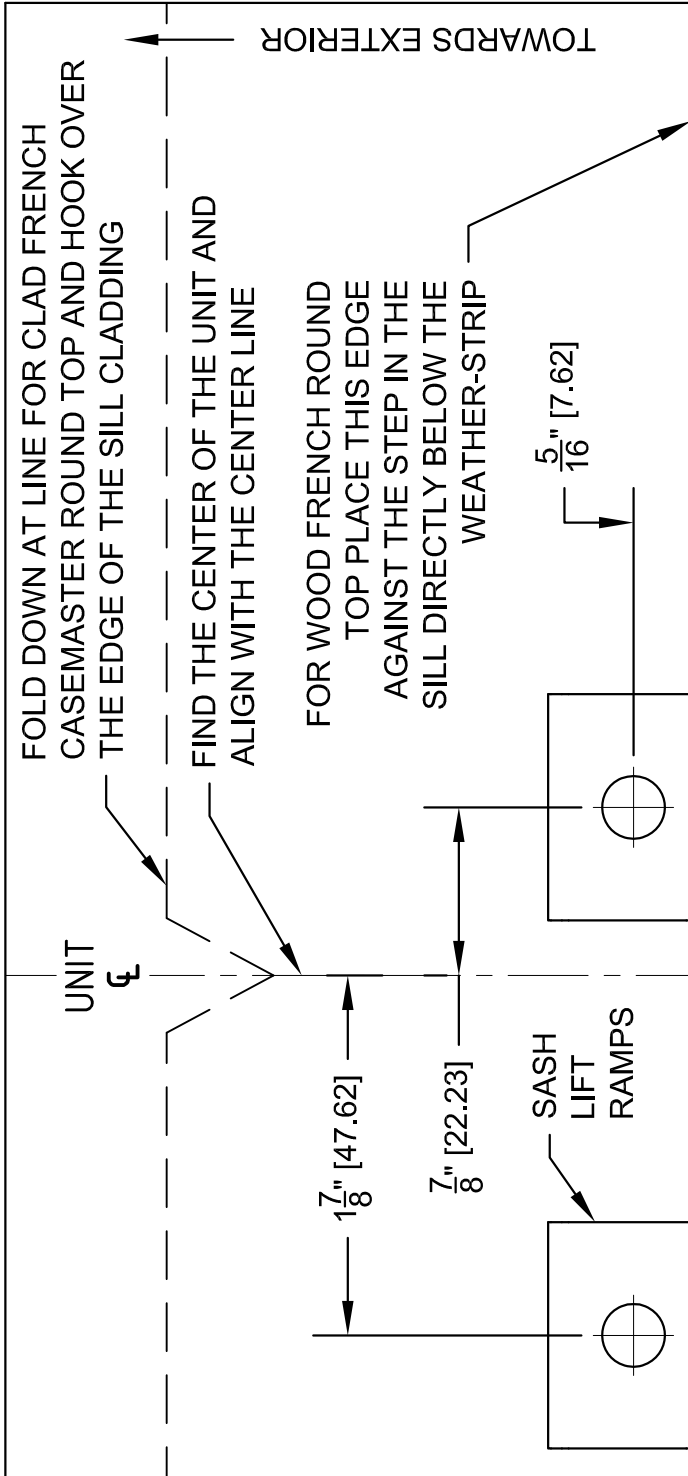 FOLD DOWN AT LINE FOR CLAD FRENCH
CASEMASTER ROUND TOP AND HOOK OVER
THE EDGE OF THE SILL CLADDING
TOWARDS EXTERIOR
UNIT
℄
FIND THE CENTER OF THE UNIT AND
ALIGN WITH THE CENTER LINE
FOR WOOD FRENCH ROUND
TOP PLACE THIS EDGE
AGAINST THE STEP IN THE
SILL DIRECTLY BELOW THE
WEATHER-STRIP
1 7/8" [47.62]
7/8" [22.23]
5/16" [7.62]
SASH
LIFT
RAMPS